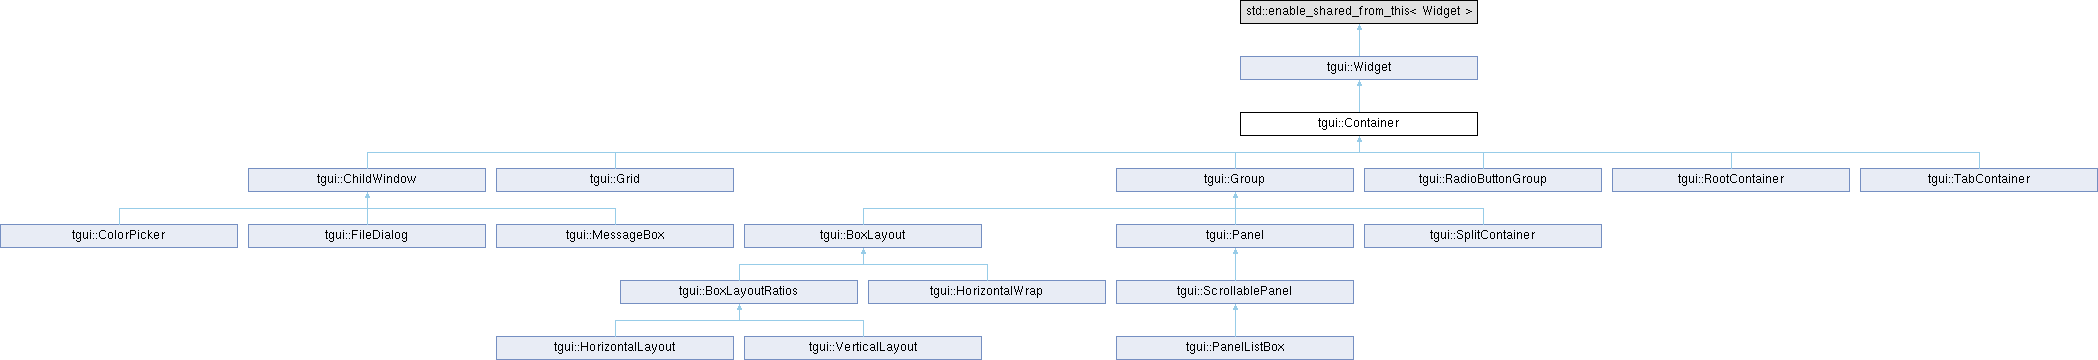 std::enable_shared_from_this< Widget >
tgui::Widget
tgui::Container
tgui::ChildWindow
tgui::Grid
tgui::Group
tgui::RadioButtonGroup
tgui::RootContainer
tgui::TabContainer
tgui::ColorPicker
tgui::FileDialog
tgui::MessageBox
tgui::BoxLayout
tgui::Panel
tgui::SplitContainer
tgui::BoxLayoutRatios
tgui::HorizontalWrap
tgui::ScrollablePanel
tgui::HorizontalLayout
tgui::VerticalLayout
tgui::PanelListBox